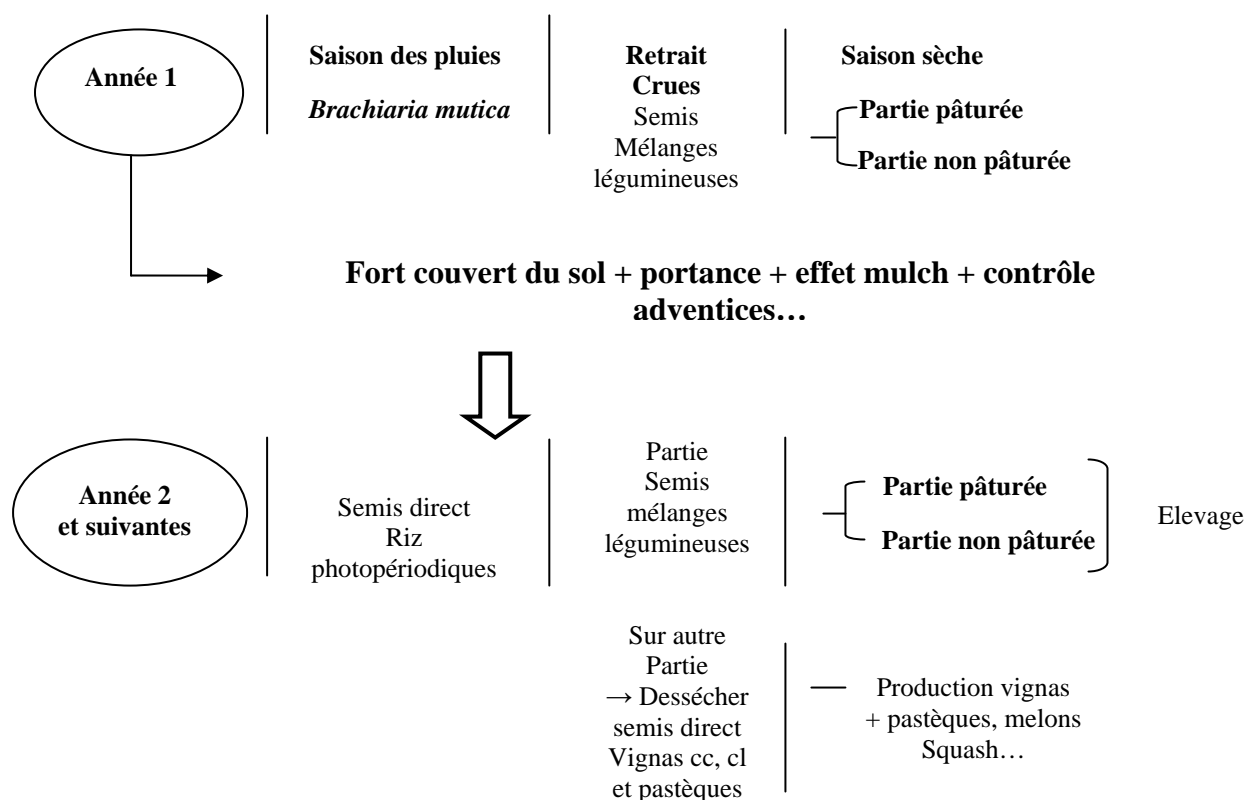 Année 1
Saison des pluies
Brachiaria mutica
Retrait
Crues
Semis
Mélanges
légumineuses
Saison sèche
Partie pâturée
Partie non pâturée
Fort couvert du sol + portance + effet mulch + contrôle
adventices…
Année 2
et suivantes
Semis direct
Riz
photopériodiques
Partie
Semis
mélanges
légumineuses
Partie pâturée
Partie non pâturée
Elevage
Sur autre
Partie
→ Dessécher
semis direct
Vignas cc, cl
et pastèques
Production vignas
+ pastèques, melons
Squash…